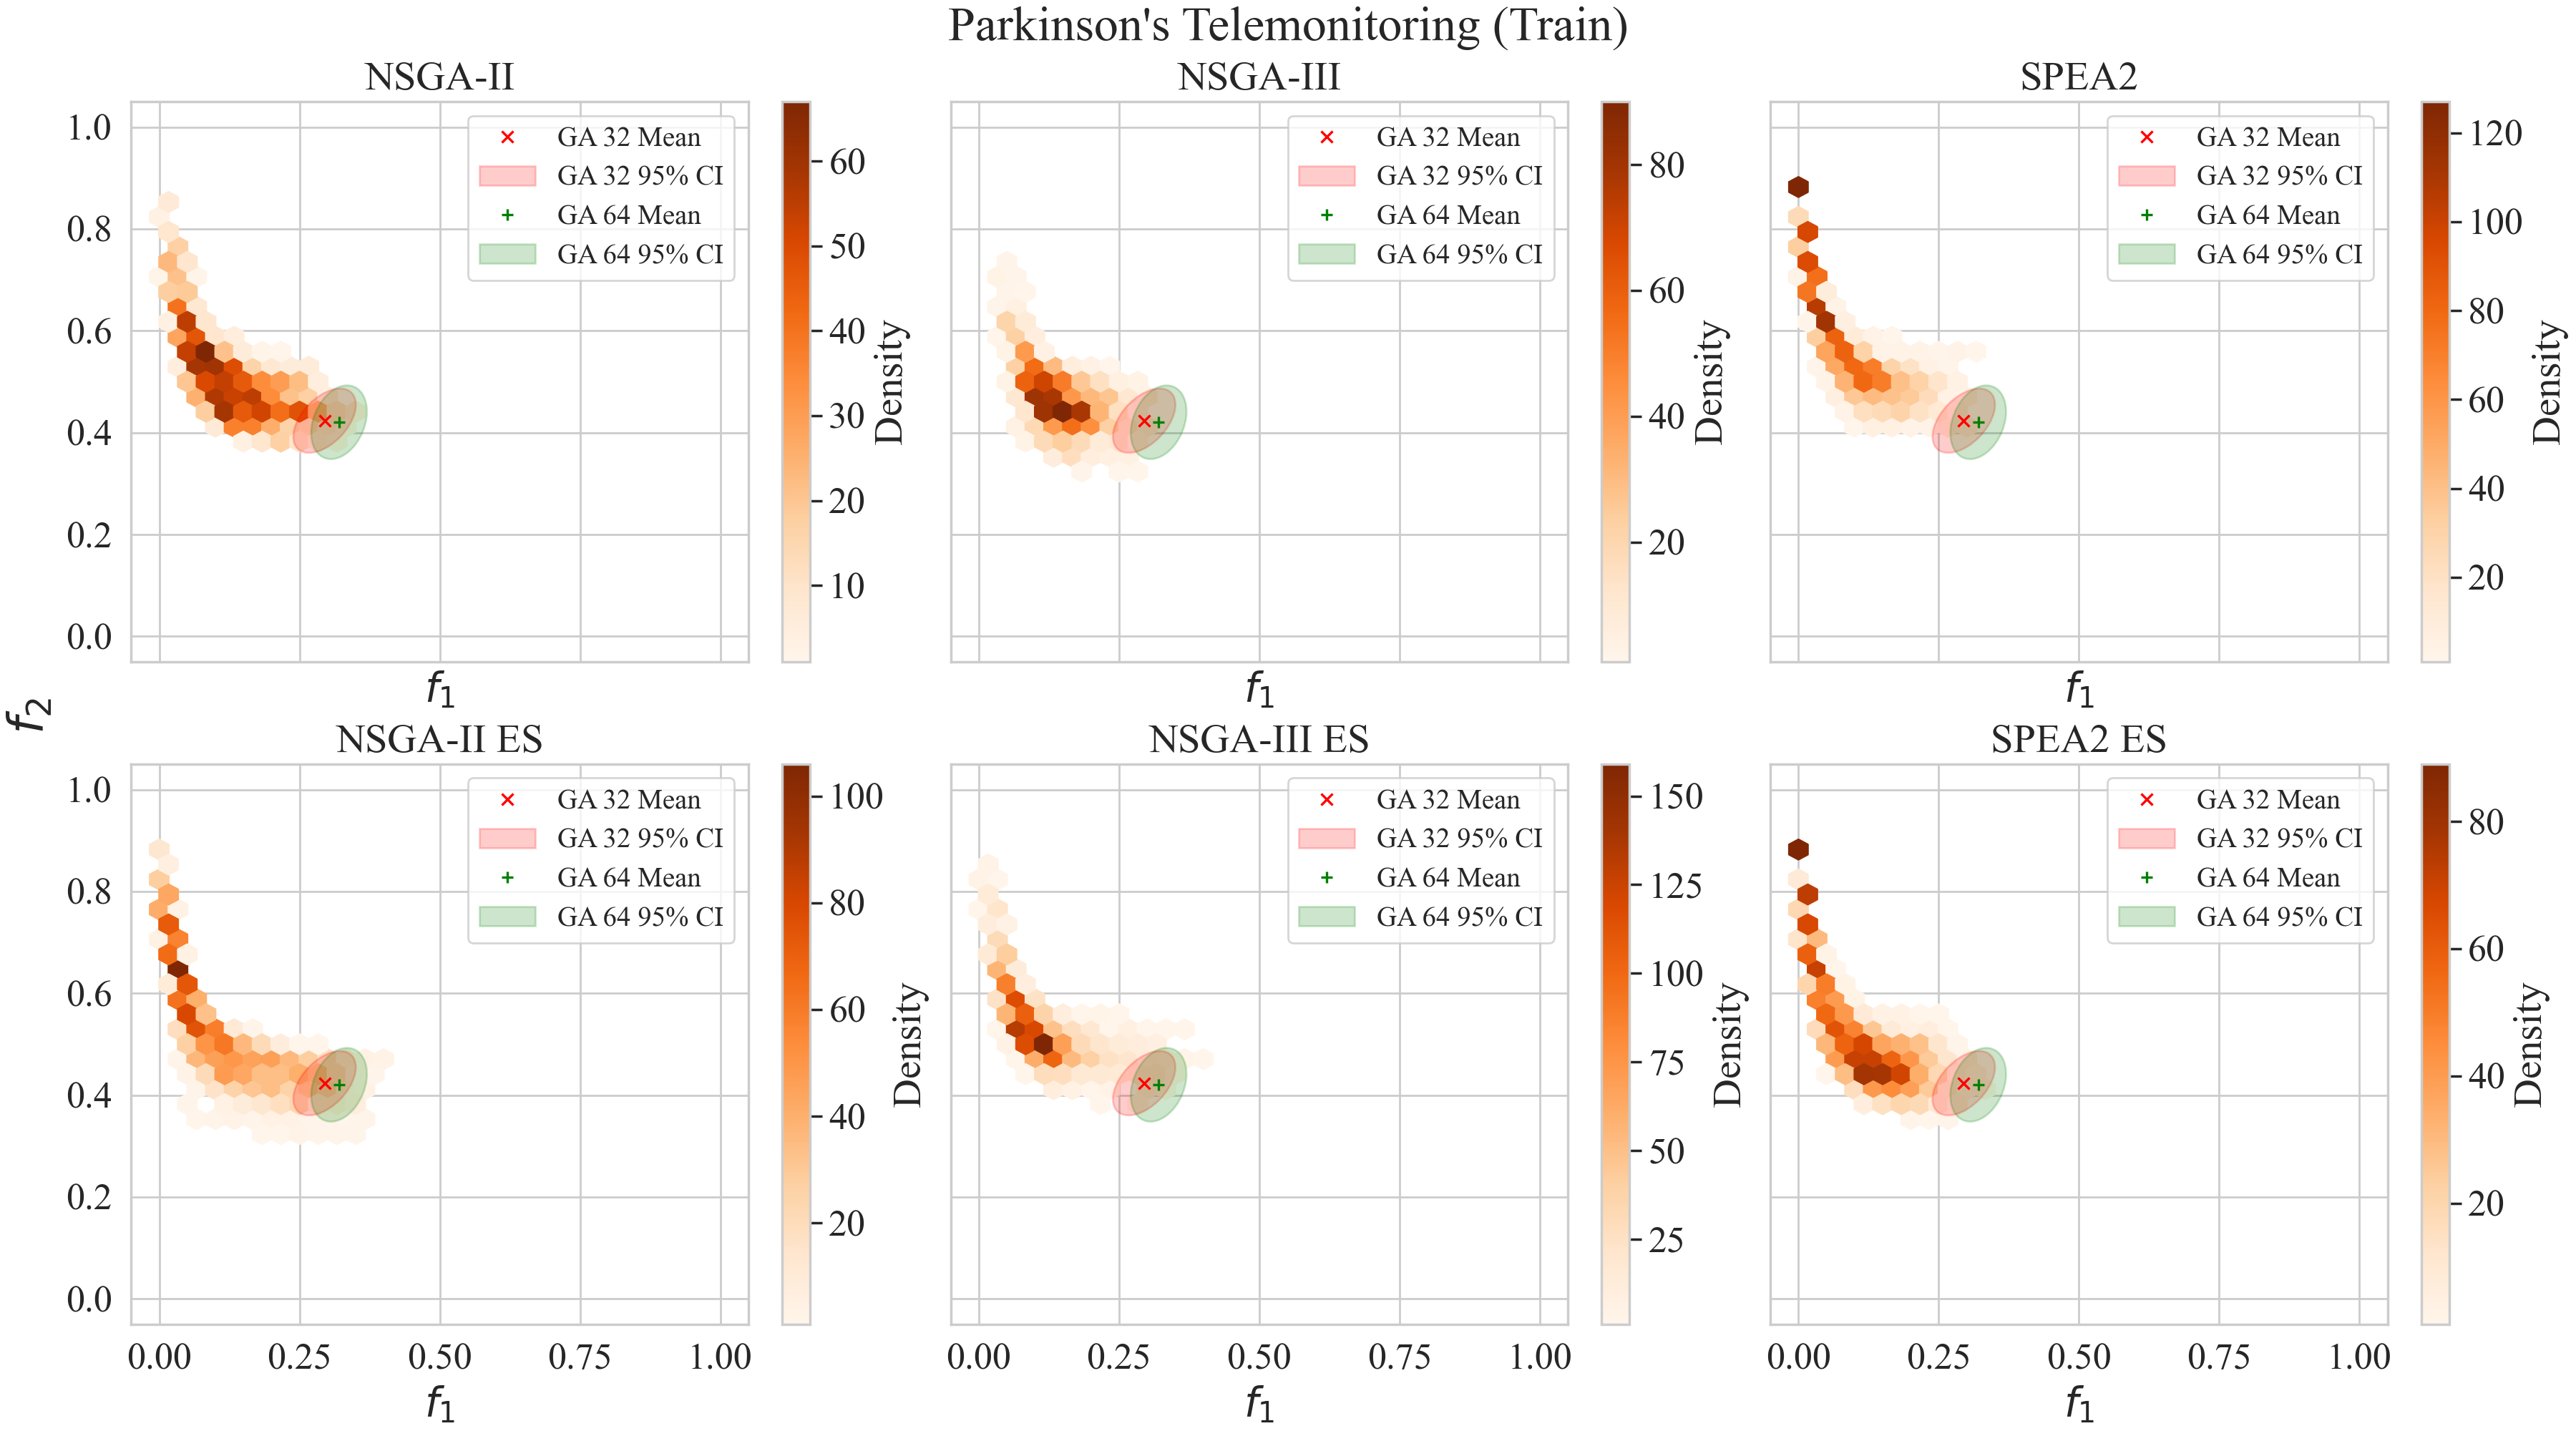 Parkinson's Telemonitoring (Train)
NSGA-II
1.0
0.8
0.6
0.4
0.2
0.0
GA 32 Mean
GA 32 95% CI
GA 64 Mean
GA 64 95% CI
f1
60
50
40
30
20
10
Density
NSGA-III
GA 32 Mean
GA 32 95% CI
GA 64 Mean
GA 64 95% CI
f1
80
60
40
20
Density
SPEA2
GA 32 Mean
GA 32 95% CI
GA 64 Mean
GA 64 95% CI
f1
120
100
80
60
40
20
Density
f2
NSGA-II ES
1.0
0.8
0.6
0.4
0.2
0.0
GA 32 Mean
GA 32 95% CI
GA 64 Mean
GA 64 95% CI
0.00 0.25 0.50 0.75 1.00
f1
100
80
60
40
20
Density
NSGA-III ES
GA 32 Mean
GA 32 95% CI
GA 64 Mean
GA 64 95% CI
0.00 0.25 0.50 0.75 1.00
f1
150
125
100
75
50
25
Density
SPEA2 ES
GA 32 Mean
GA 32 95% CI
GA 64 Mean
GA 64 95% CI
0.00 0.25 0.50 0.75 1.00
f1
80
60
40
20
Density